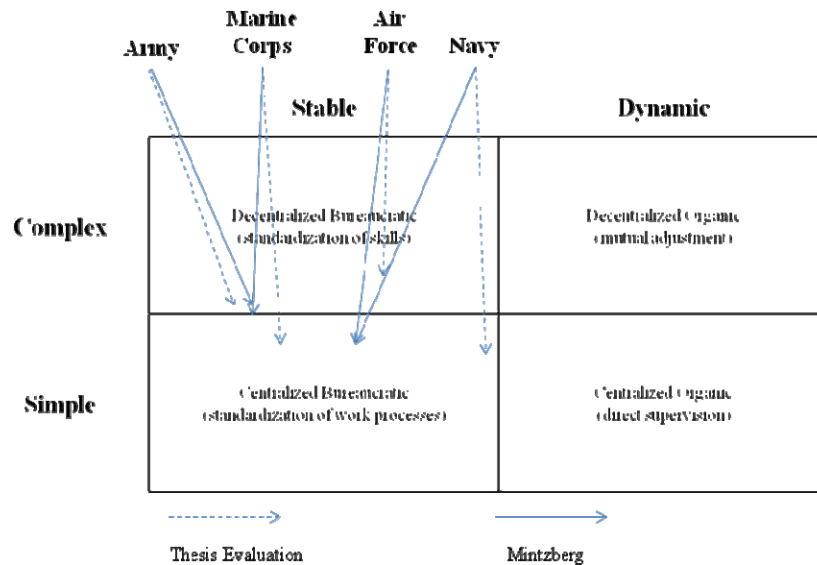 Army
Marine
Corps
Air
Force
Navy
Stable
Dynamic
Complex
Decentralized Bureaucratic
(standardization of skills)
Decentralized Organic
(mutual adjustment)
Simple
Centralized Bureaucratic
(standardization of work processes)
Centralized Organic
(direct supervision)
Thesis Evaluation
Mintzberg